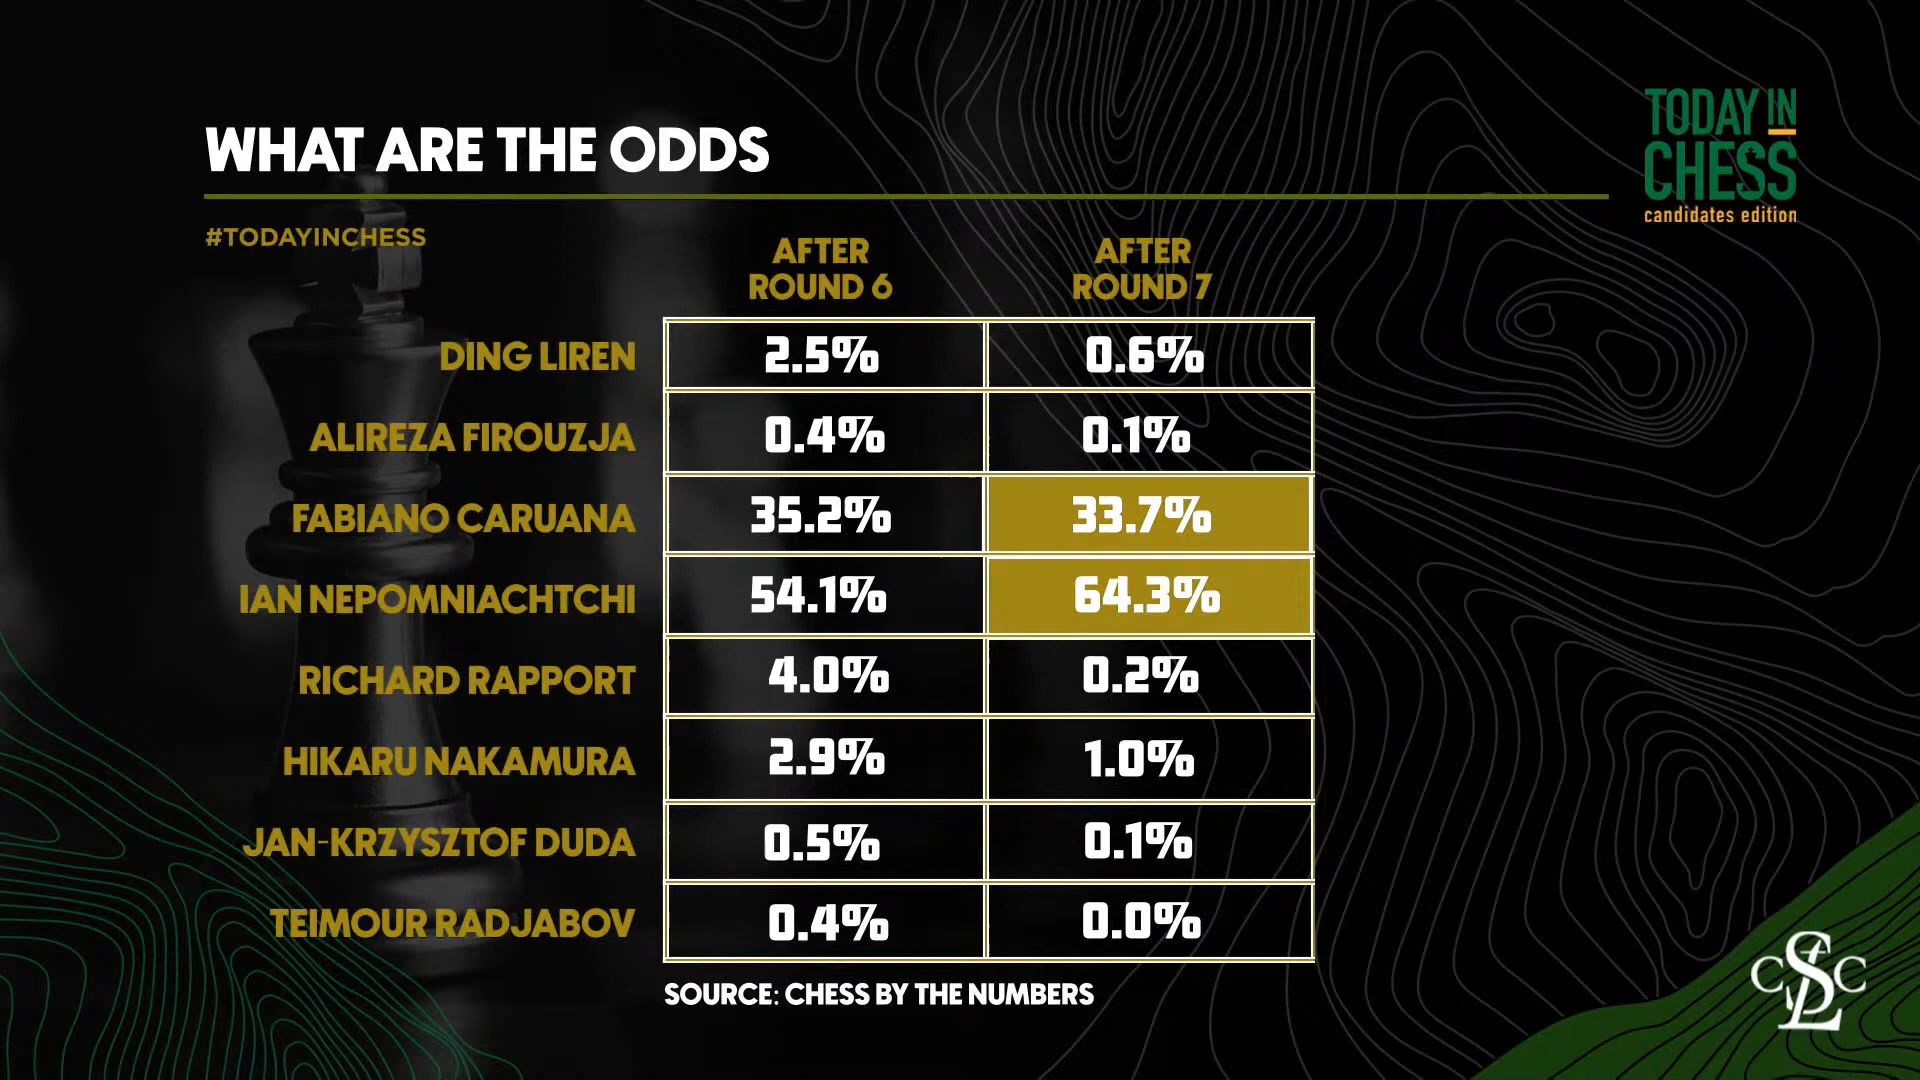 WHAT ARE THE ODDS
TODAY IN
CHESS
candidates edition
#TODAYINCHESS
AFTER
ROUND 6
AFTER
ROUND 7
DING LIREN 2.5% 0.6%
ALIREZA FIROUZJA 0.4% 0.1%
FABIANO CARUANA 35.2% 33.7%
IAN NEPOMNIACHTCHI 54.1% 64.3%
RICHARD RAPPORT 4.0% 0.2%
HIKARU NAKAMURA 2.9% 1.0%
JAN-KRZYSZTOF DUDA 0.5% 0.1%
TEIMOUR RADJABOV 0.4% 0.0%
SOURCE: CHESS BY THE NUMBERS
STLCC